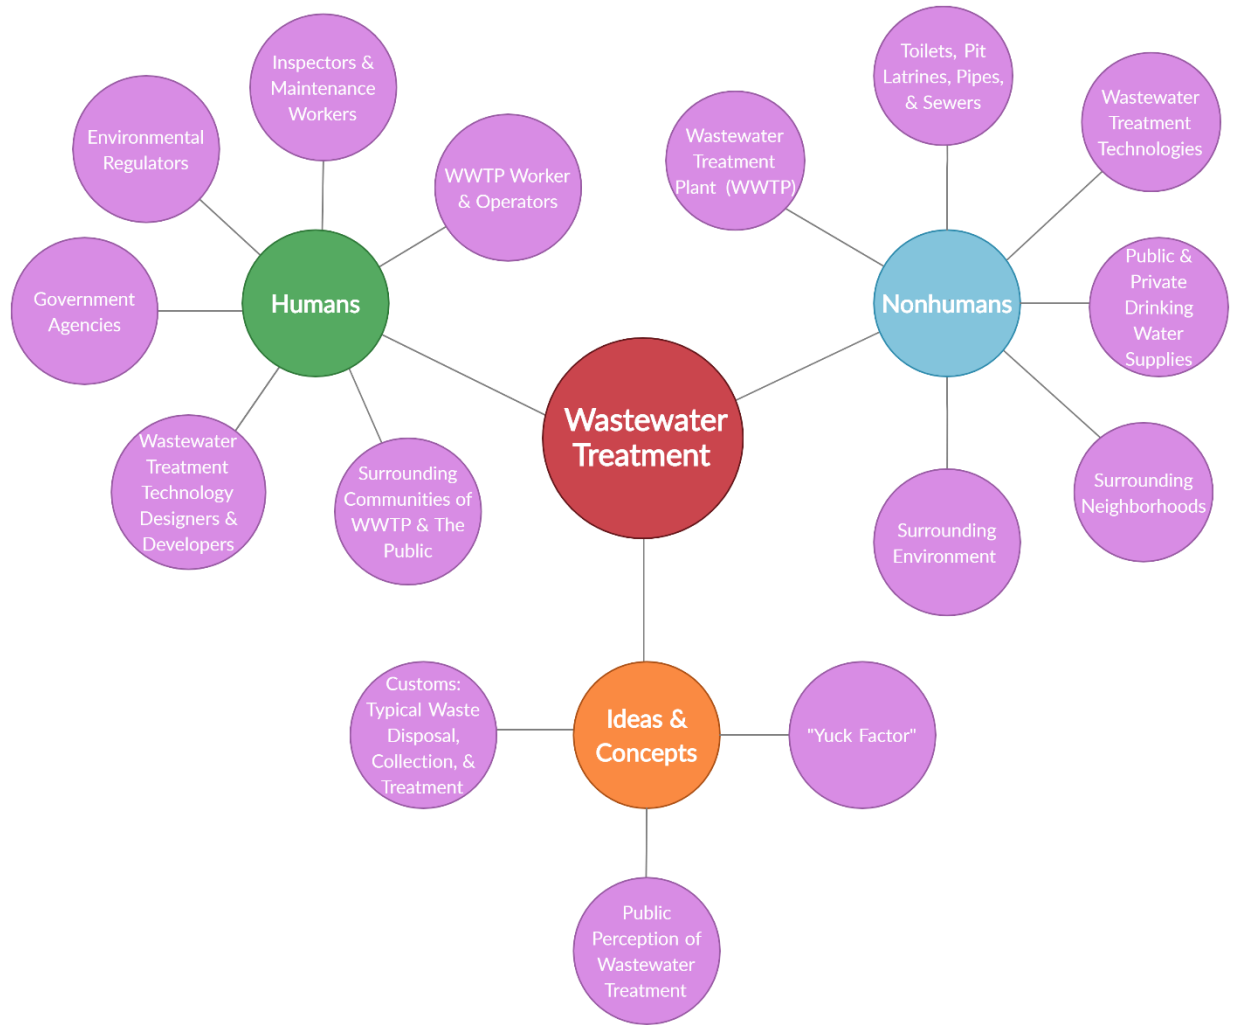 Inspectors &
Maintenance
Workers
Environmental
Regulators
WWTP Worker
& Operators
Government
Agencies
Humans
Wastewater
Treatment
Technology
Designers &
Developers
Surrounding
Communities of
WWTP & The
Public
Toilets, Pit
Latrines, Pipes,
& Sewers
Wastewater
Treatment
Plant (WWTP)
Wastewater
Treatment
Technologies
Nonhumans
Public &
Private
Drinking
Water
Supplies
Surrounding
Neighborhoods
Surrounding
Environment
Wastewater
Treatment
Customs:
Typical Waste
Disposal,
Collection, &
Treatment
Ideas &
Concepts
"Yuck Factor"
Public
Perception of
Wastewater
Treatment